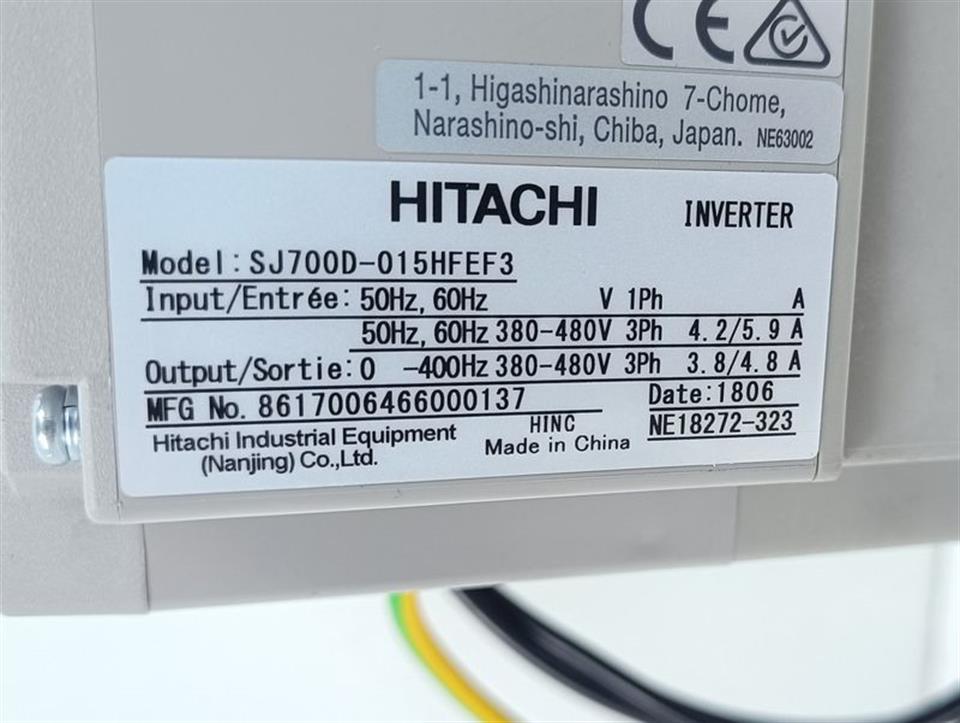 CE
1-1, Higashinarashino 7-Chome,
Narashino-shi, Chiba, Japan. NE63002
HITACHI INVERTER
Model: SJ700D-015HFEF3
Input/Entrée: 50Hz, 60Hz V 1Ph A
50Hz, 60Hz 380-480V 3Ph 4.2/5.9 A
Output/Sortie: 0 -400Hz 380-480V 3Ph 3.8/4.8 A
MFG No. 8617006466000137 Date:1806
Hitachi Industrial Equipment HINC NE18272-323
(Nanjing) Co.,Ltd. Made in China